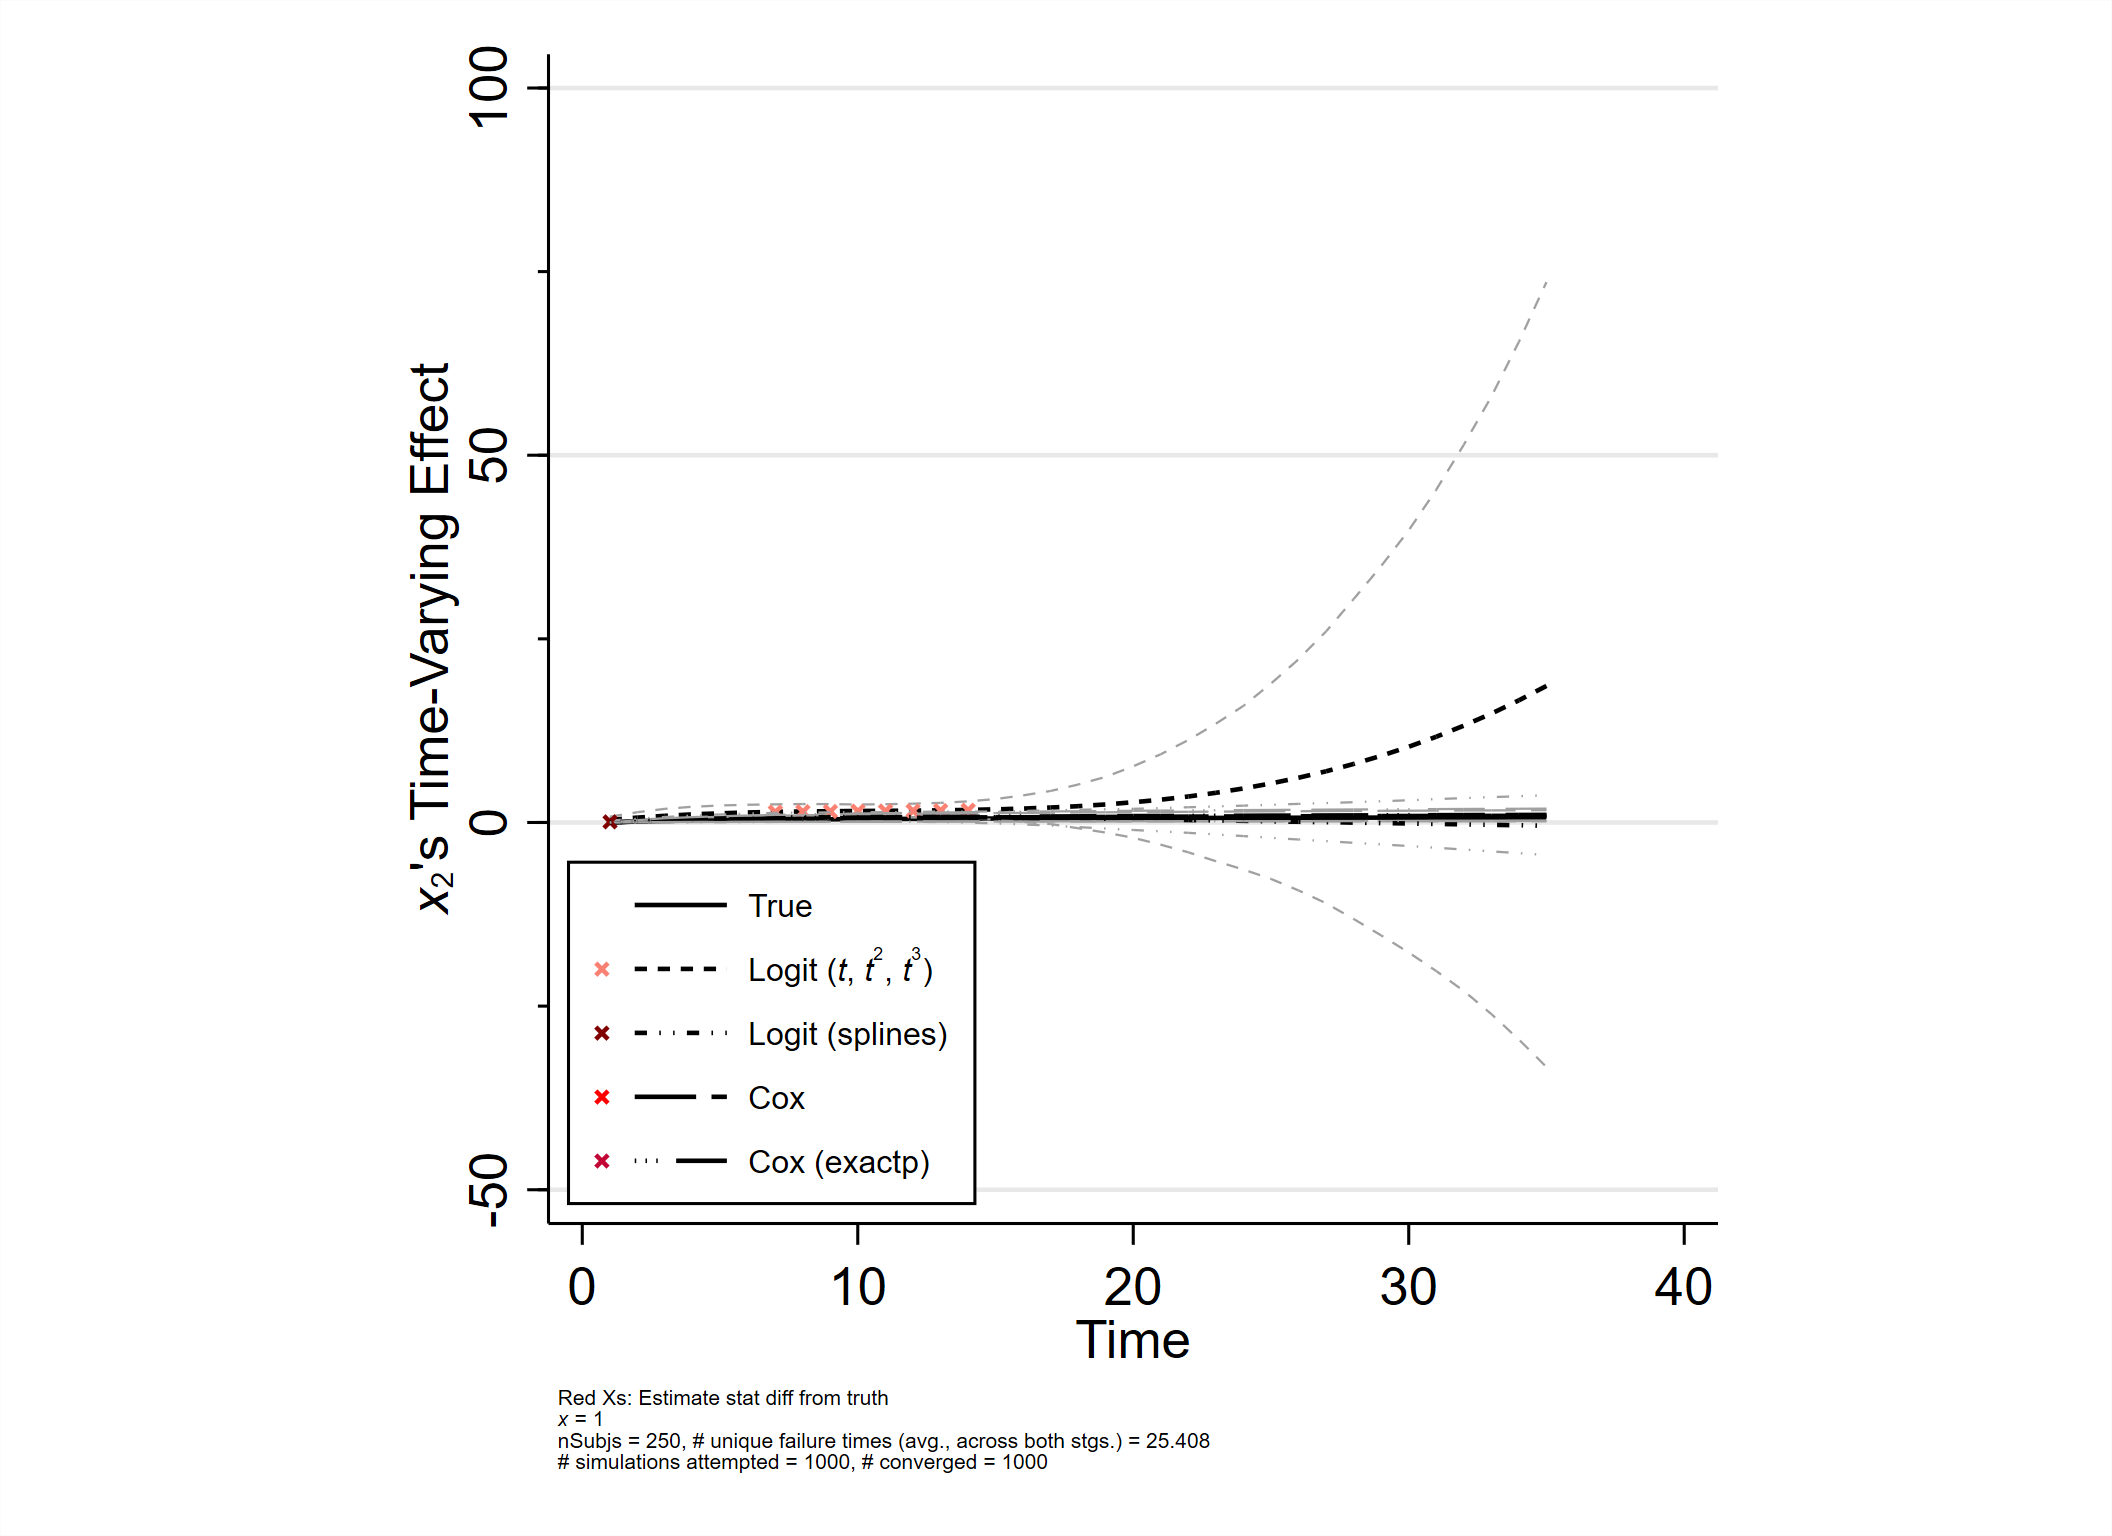 100
50
0
-50
x₂'s Time-Varying Effect
True
Logit (t, t², t³)
Logit (splines)
Cox
Cox (exactp)
0 10 20 30 40
Time
Red Xs: Estimate stat diff from truth
x = 1
nSubjs = 250, # unique failure times (avg., across both stgs.) = 25.408
# simulations attempted = 1000, # converged = 1000